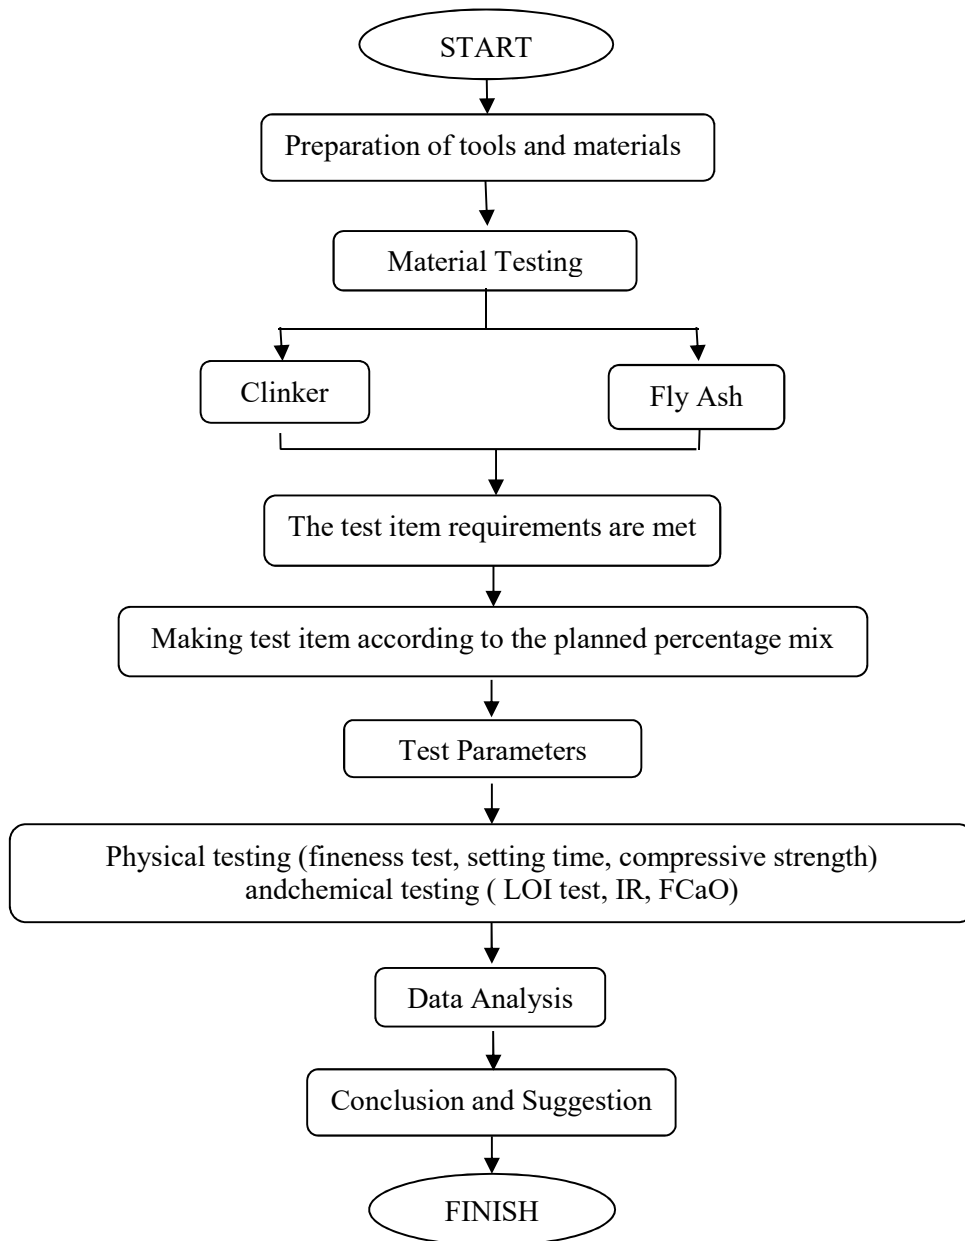 START
Preparation of tools and materials
Material Testing
Clinker
Fly Ash
The test item requirements are met
Making test item according to the planned percentage mix
Test Parameters
Physical testing (fineness test, setting time, compressive strength)
andchemical testing ( LOI test, IR, FCaO)
Data Analysis
Conclusion and Suggestion
FINISH